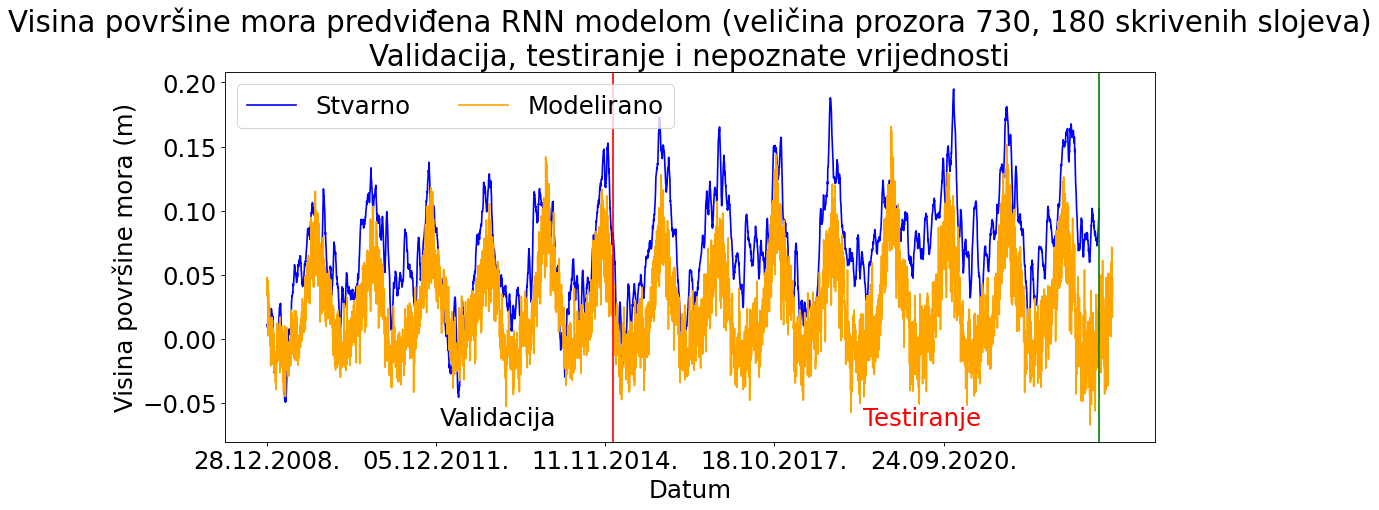 Visina površine mora predviđena RNN modelom (veličina prozora 730, 180 skrivenih slojeva)
Validacija, testiranje i nepoznate vrijednosti
Stvarno
Modelirano
Visina površine mora (m)
0.20
0.15
0.10
0.05
0.00
−0.05
Validacija
Testiranje
28.12.2008.
05.12.2011.
11.11.2014.
18.10.2017.
24.09.2020.
Datum